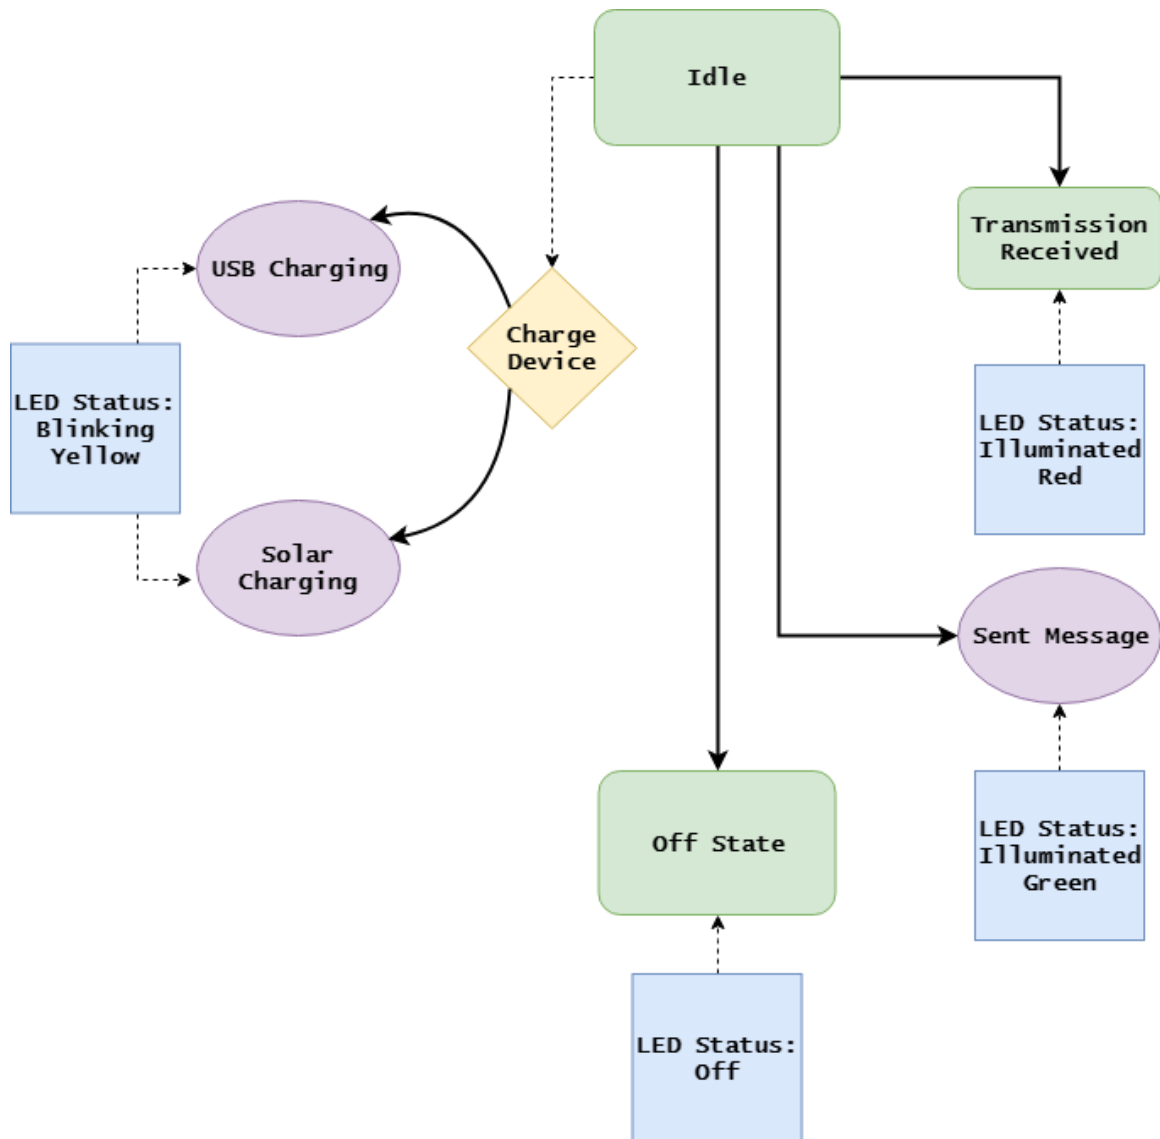 Idle
Transmission
Received
USB Charging
Charge
Device
LED Status:
Blinking
Yellow
LED Status:
Illuminated
Red
Solar
Charging
Sent Message
Off State
LED Status:
Illuminated
Green
LED Status:
Off